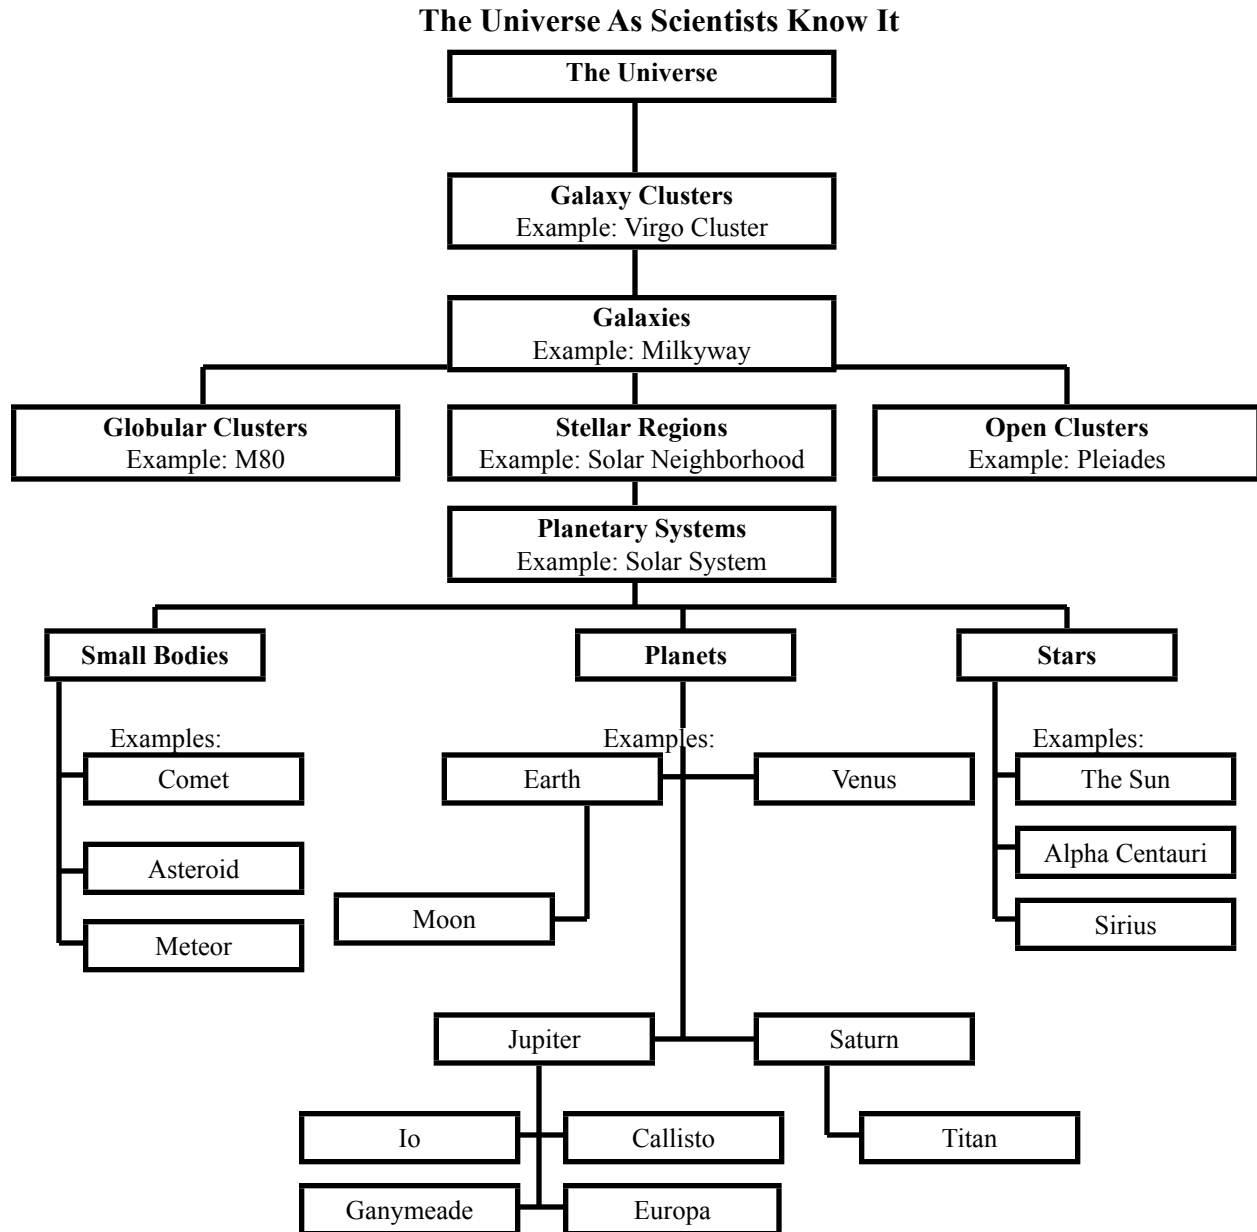 The Universe As Scientists Know It
The Universe
Galaxy Clusters
Example: Virgo Cluster
Galaxies
Example: Milkyway
Globular Clusters
Example: M80
Stellar Regions
Example: Solar Neighborhood
Open Clusters
Example: Pleiades
Planetary Systems
Example: Solar System
Small Bodies
Planets
Stars
Examples:
Examples:
Examples:
Comet
Earth
Venus
The Sun
Asteroid
Alpha Centauri
Moon
Meteor
Sirius
Jupiter
Saturn
Io
Callisto
Titan
Ganymeade
Europa